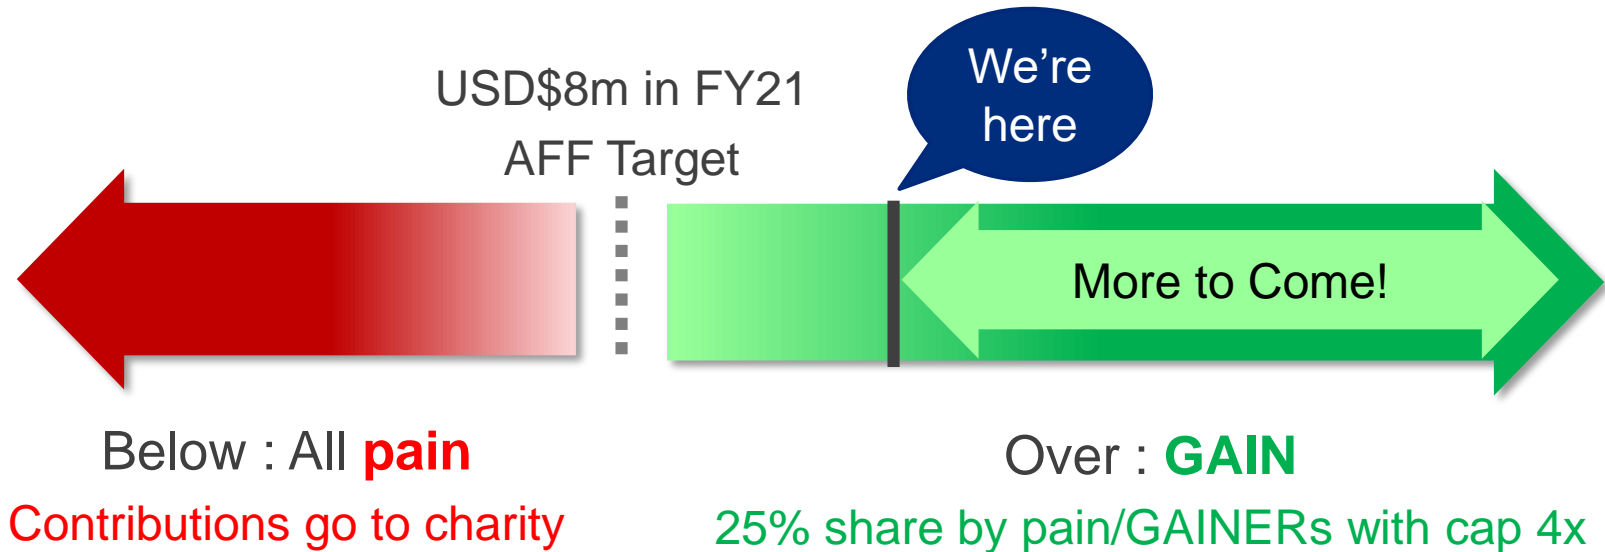 USD$8m in FY21
AFF Target
We're
here
More to Come!
Below : All pain
Contributions go to charity
Over : GAIN
25% share by pain/GAINERs with cap 4x